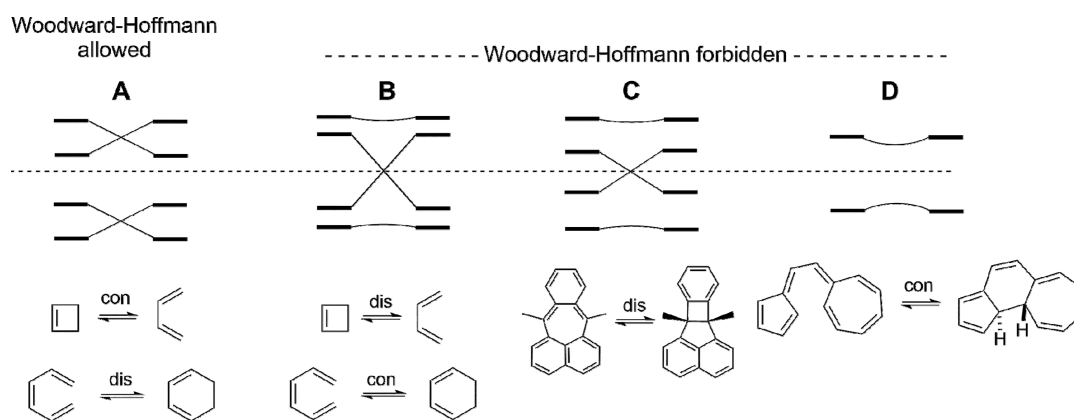 Woodward-Hoffmann
allowed
Woodward-Hoffmann forbidden
A
B
C
D
con
dis
dis
con
H
H
dis
con